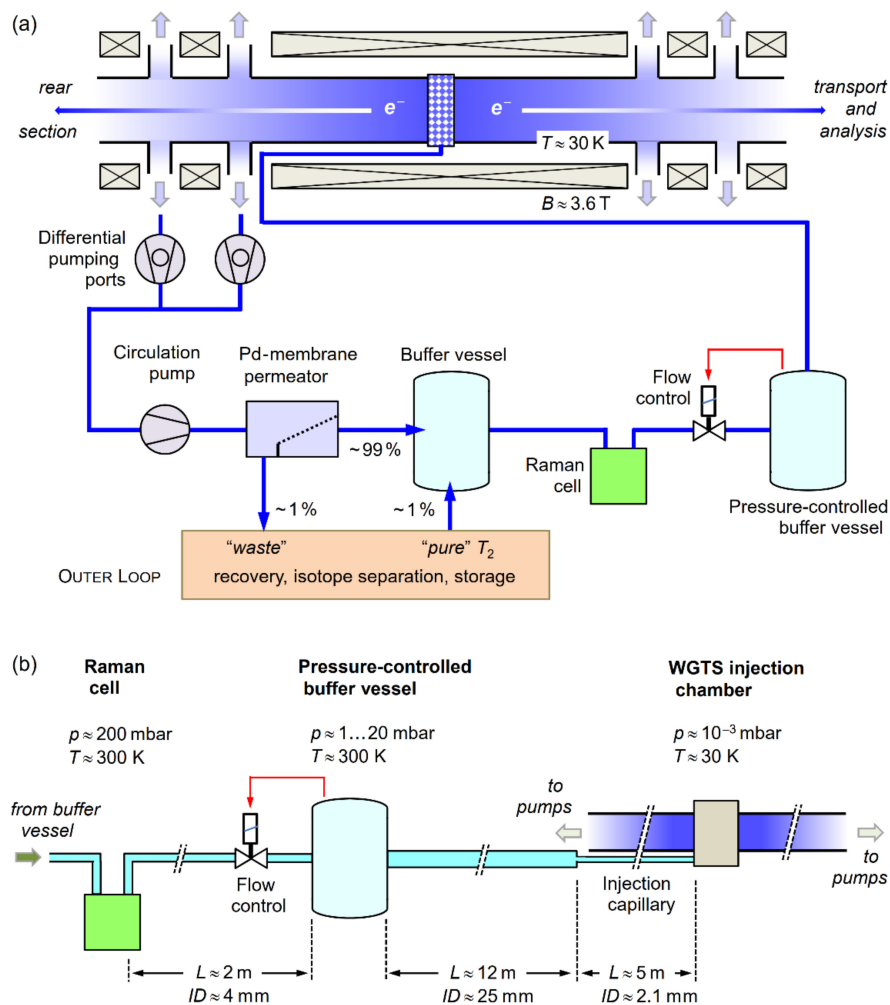 (a)
rear
section
e⁻
e⁻
transport and
analysis
T ≈ 30 K
B ≈ 3.6 T
Differential
pumping
ports
Circulation
pump
Pd-membrane
permeator
Buffer vessel
Flow
control
~99%
Raman
cell
Pressure-controlled
buffer vessel
~1%
~1%
"waste"
"pure" T₂
OUTER LOOP
recovery, isotope separation, storage
(b)
Raman
cell
Pressure-controlled
buffer vessel
WGTS injection
chamber
p ≈ 200 mbar
T ≈ 300 K
p ≈ 1…20 mbar
T ≈ 300 K
p ≈ 10⁻³ mbar
T ≈ 30 K
from buffer
vessel
to
pumps
to
pumps
Flow
control
Injection
capillary
L ≈ 2 m
ID ≈ 4 mm
L ≈ 12 m
ID ≈ 25 mm
L ≈ 5 m
ID ≈ 2.1 mm